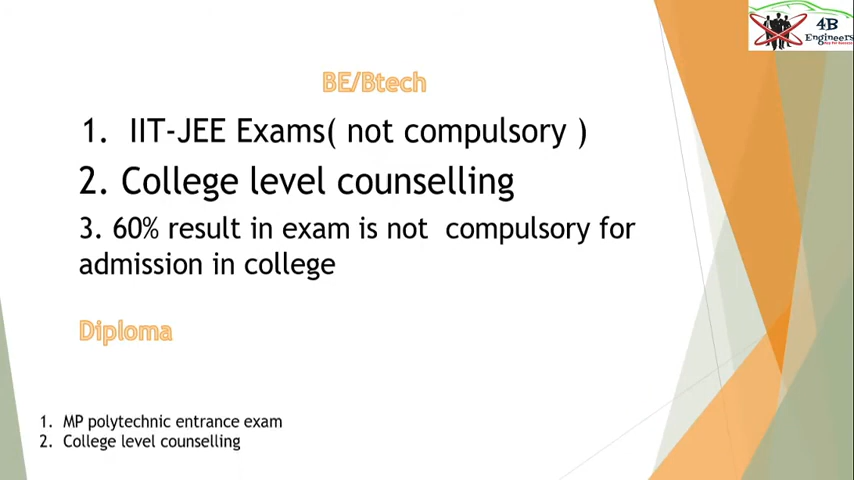 4B
Engineers
BE/Btech
1. IIT-JEE Exams( not compulsory )
2. College level counselling
3. 60% result in exam is not compulsory for
admission in college
Diploma
1. MP polytechnic entrance exam
2. College level counselling